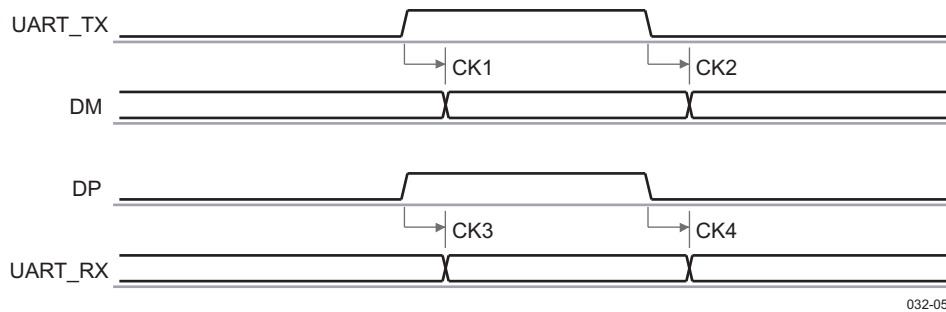 UART_TX
CK1
CK2
DM
DP
CK3
CK4
UART_RX
032-05